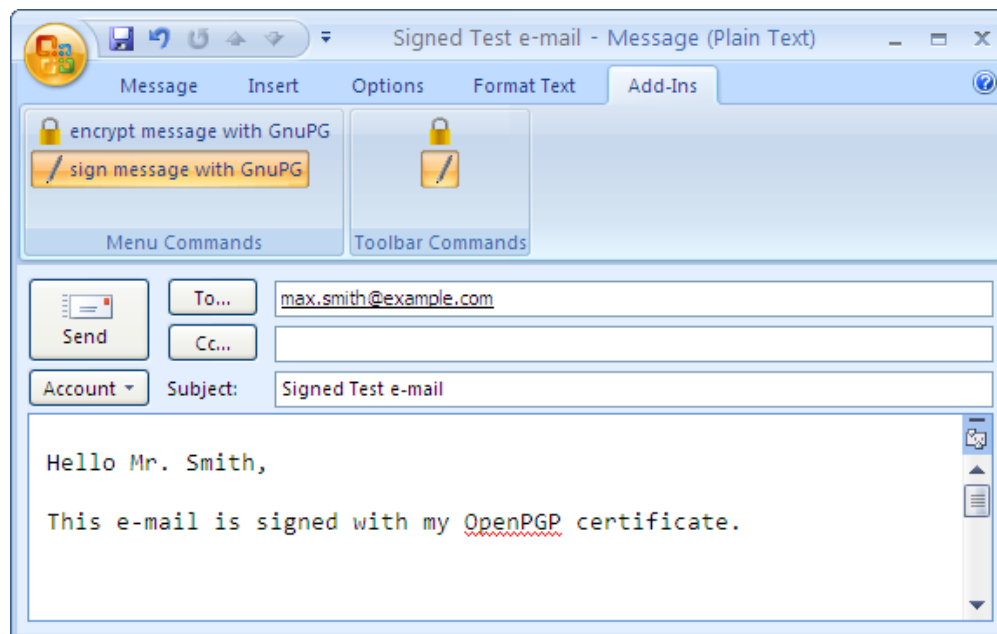 Signed Test e-mail - Message (Plain Text)
Message Insert Options Format Text Add-Ins
encrypt message with GnuPG
sign message with GnuPG
Menu Commands Toolbar Commands
To... max.smith@example.com
Send
Cc...
Account Subject: Signed Test e-mail
Hello Mr. Smith,
This e-mail is signed with my OpenPGP certificate.